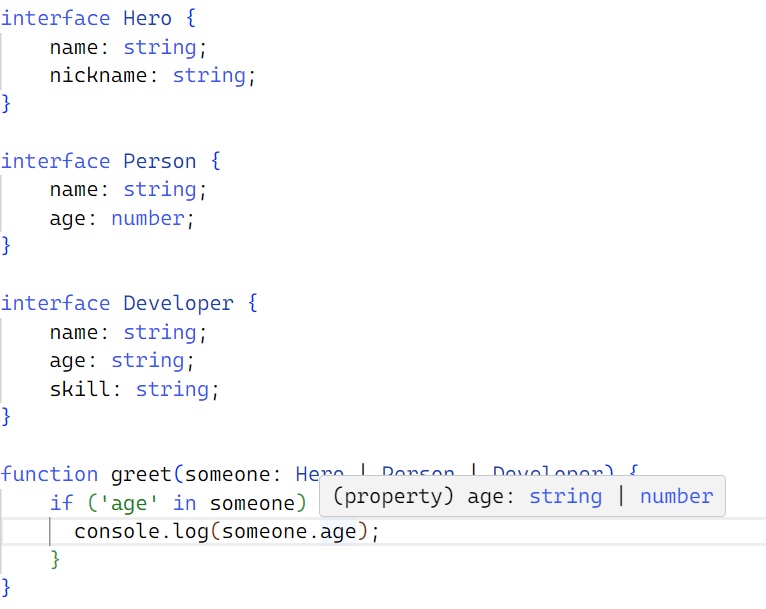 interface Hero {
    name: string;
    nickname: string;
}

interface Person {
    name: string;
    age: number;
}

interface Developer {
    name: string;
    age: string;
    skill: string;
}

function greet(someone: Hero | Person | Developer) {
    if ('age' in someone)
(property) age: string | number
      console.log(someone.age);
    }
}